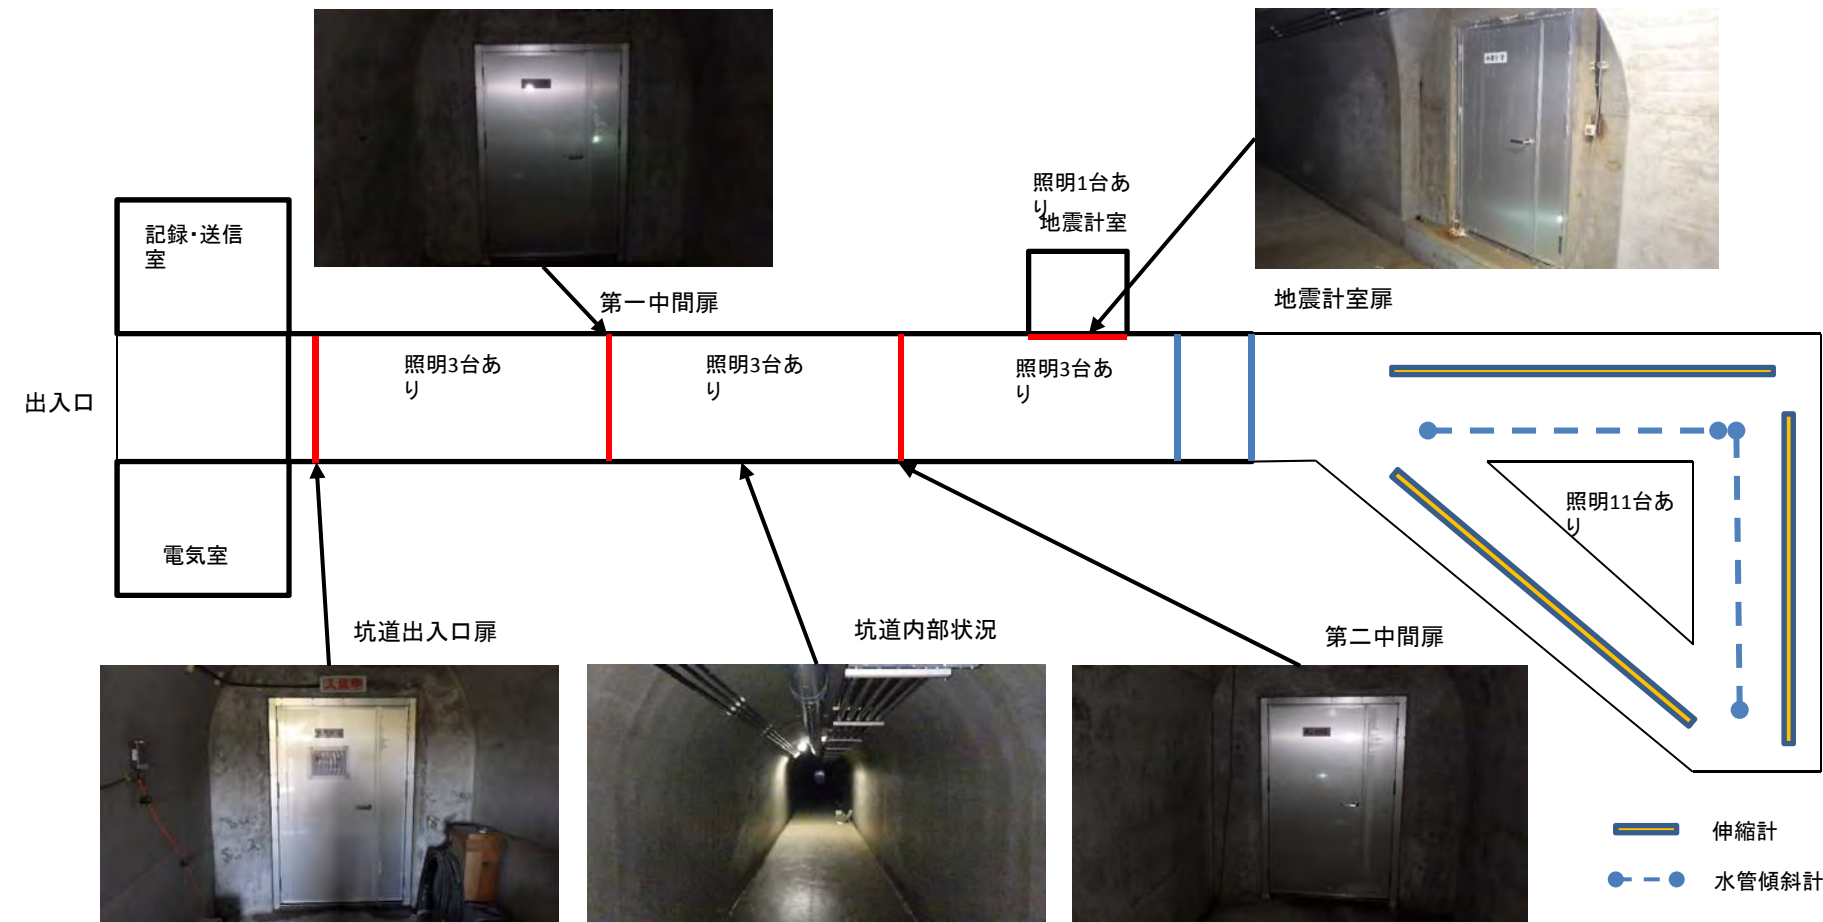 照明1台あ
り
地震計室
記録・送信
室
第一中間扉
地震計室扉
照明3台あ
り
照明3台あ
り
照明3台あ
り
出入口
照明11台あ
り
電気室
坑道出入口扉
坑道内部状況
第二中間扉
入坑中
伸縮計
水管傾斜計